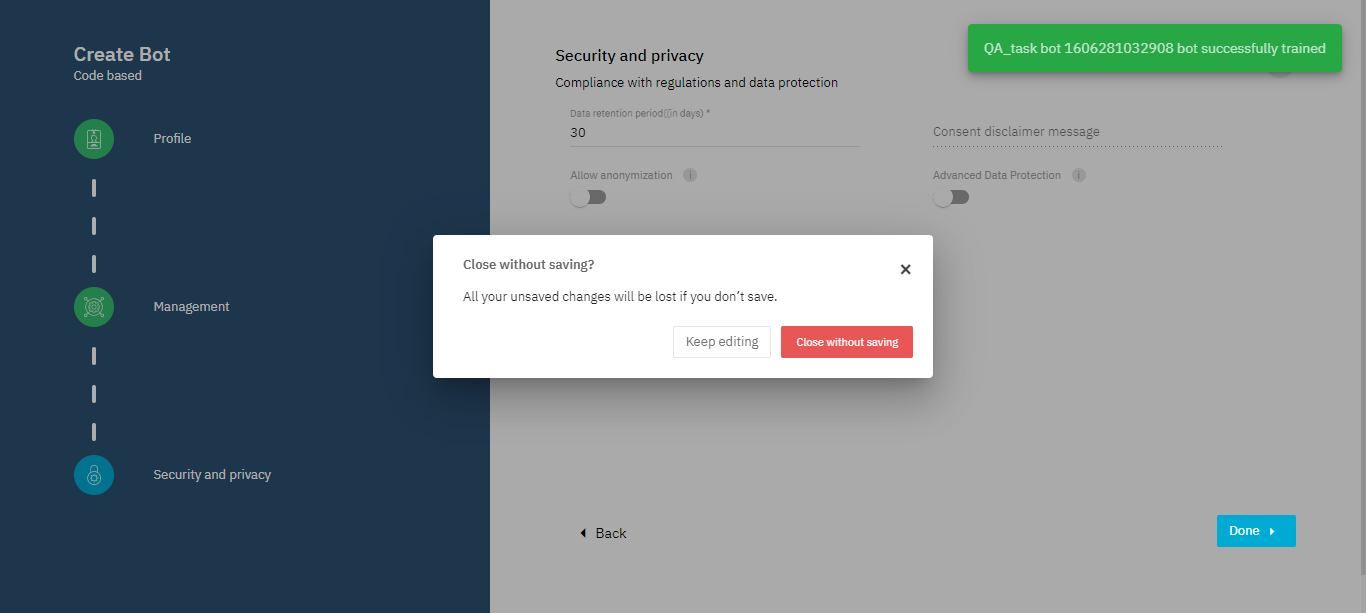 Create Bot
Code based
Profile
Management
Security and privacy
Security and privacy
Compliance with regulations and data protection
QA_task bot 1606281032908 bot successfully trained
Data retention period((in days) *
30
Consent disclaimer message
Allow anonymization i
Advanced Data Protection i
Close without saving?
All your unsaved changes will be lost if you don’t save.
Keep editing
Close without saving
Back
Done